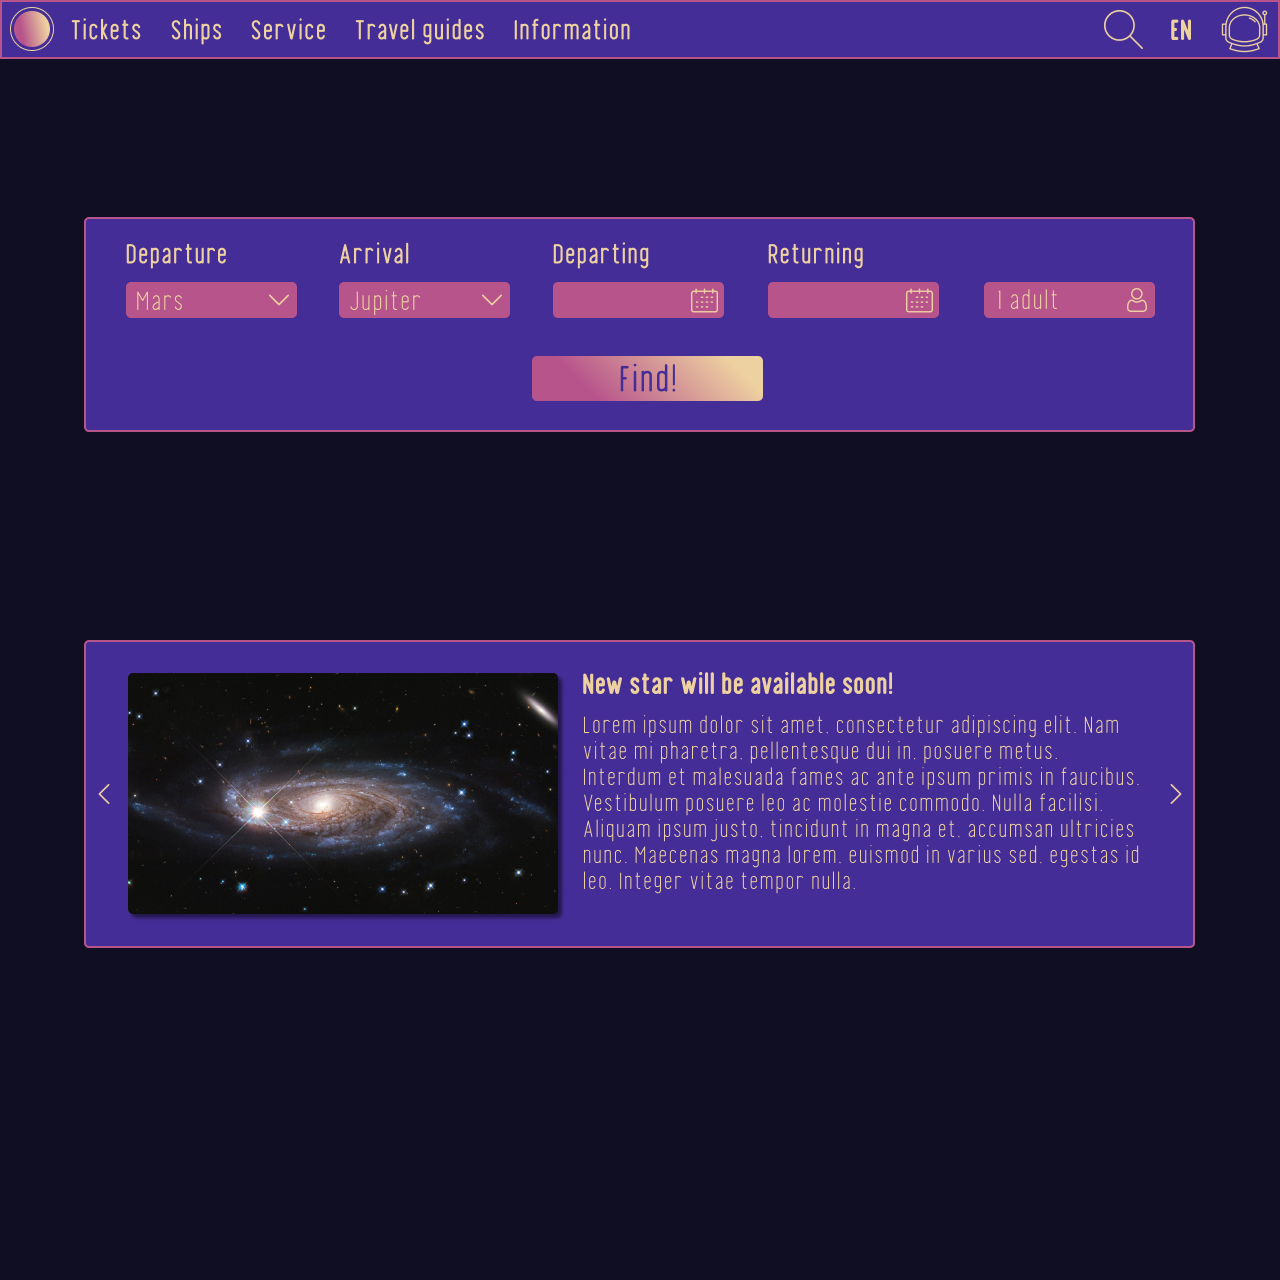 Tickets Ships Service Travel guides Information EN
Departure Arrival Departing Returning
Mars Jupiter 1 adult
Find!
New star will be available soon!
Lorem ipsum dolor sit amet, consectetur adipiscing elit. Nam
vitae mi pharetra, pellentesque dui in, posuere metus.
Interdum et malesuada fames ac ante ipsum primis in faucibus.
Vestibulum posuere leo ac molestie commodo. Nulla facilisi.
Aliquam ipsum justo, tincidunt in magna et, accumsan ultricies
nunc. Maecenas magna lorem, euismod in varius sed, egestas id
leo. Integer vitae tempor nulla.